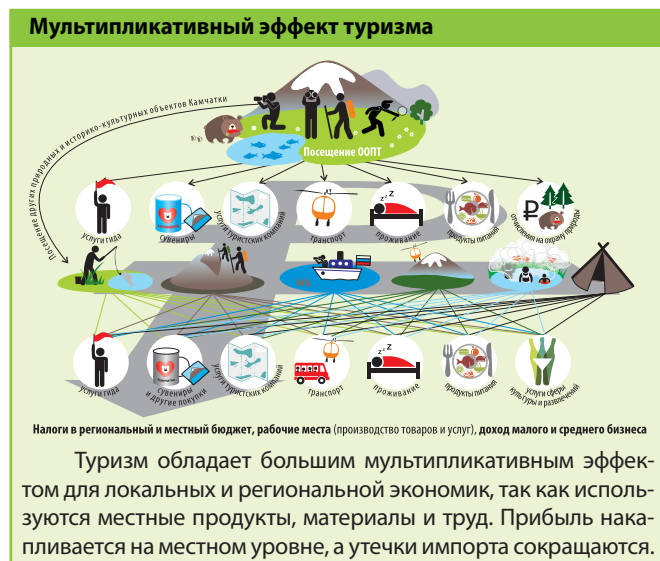 Мультипликативный эффект туризма
Посещение других природных и историко-культурных объектов Камчатки
Посещение ООПТ
услуги гида
сувениры
услуги туристских компаний
транспорт
z Z Z
проживание
продукты питания
₽
отчисления на охрану природы
услуги гида
сувениры
и другие покупки
услуги туристских компаний
транспорт
z Z Z
проживание
продукты питания
услуги сферы
культуры и развлечений
Налоги в региональный и местный бюджет, рабочие места (производство товаров и услуг), доход малого и среднего бизнеса
Туризм обладает большим мультипликативным эффек-
том для локальных и региональной экономик, так как исполь-
зуются местные продукты, материалы и труд. Прибыль нака-
пливается на местном уровне, а утечки импорта сокращаются.